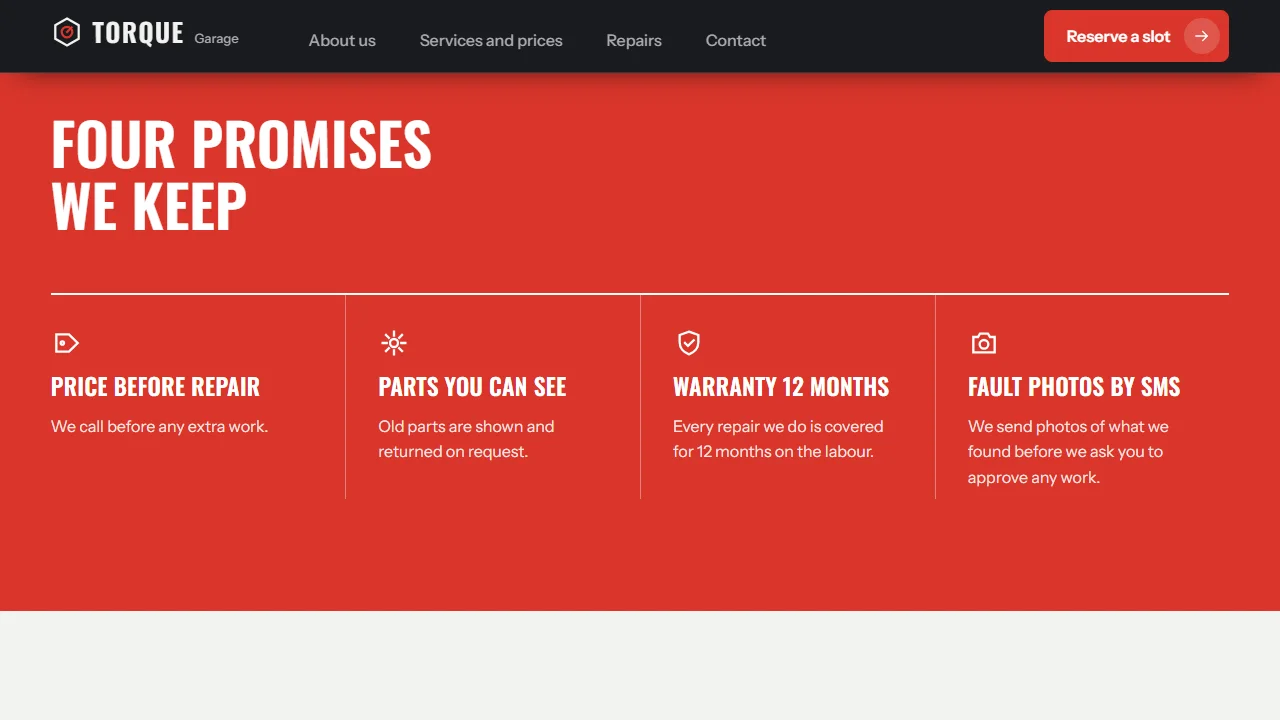 TORQUE Garage
About us
Services and prices
Repairs
Contact
Reserve a slot
FOUR PROMISES
WE KEEP
PRICE BEFORE REPAIR
We call before any extra work.
PARTS YOU CAN SEE
Old parts are shown and
returned on request.
WARRANTY 12 MONTHS
Every repair we do is covered
for 12 months on the labour.
FAULT PHOTOS BY SMS
We send photos of what we
found before we ask you to
approve any work.